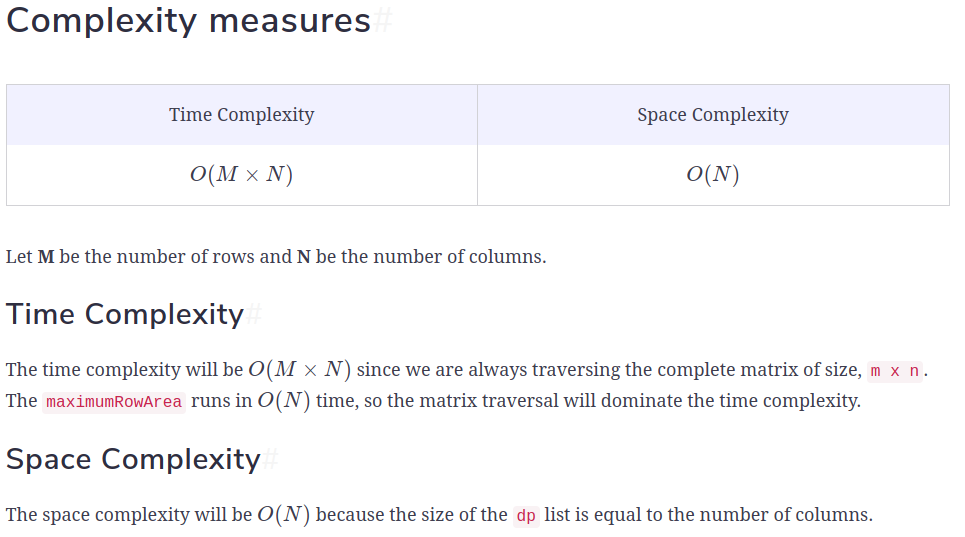 Complexity measures#
Time Complexity
Space Complexity
O(M × N)
O(N)
Let M be the number of rows and N be the number of columns.
Time Complexity#
The time complexity will be O(M × N) since we are always traversing the complete matrix of size, m x n.
The maximumRowArea runs in O(N) time, so the matrix traversal will dominate the time complexity.
Space Complexity#
The space complexity will be O(N) because the size of the dp list is equal to the number of columns.